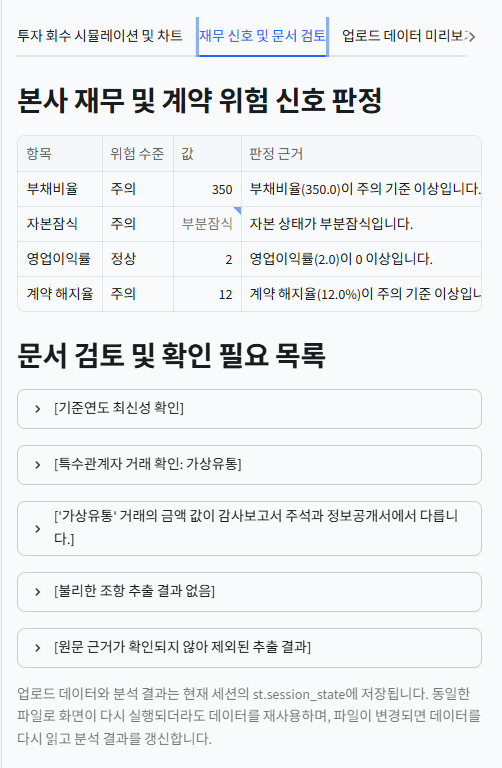 투자 회수 시뮬레이션 및 차트 재무 신호 및 문서 검토 업로드 데이터 미리보기
본사 재무 및 계약 위험 신호 판정
항목 위험 수준 값 판정 근거
부채비율 주의 350 부채비율(350.0)이 주의 기준 이상입니다.
자본잠식 주의 부분잠식 자본 상태가 부분잠식입니다.
영업이익률 정상 2 영업이익률(2.0)이 0 이상입니다.
계약 해지율 주의 12 계약 해지율(12.0%)이 주의 기준 이상입니
문서 검토 및 확인 필요 목록
[기준연도 최신성 확인]
[특수관계자 거래 확인: 가상유통]
['가상유통' 거래의 금액 값이 감사보고서 주석과 정보공개서에서 다릅니
다.]
[불리한 조항 추출 결과 없음]
[원문 근거가 확인되지 않아 제외된 추출 결과]
업로드 데이터와 분석 결과는 현재 세션의 st.session_state에 저장됩니다. 동일한
파일로 화면이 다시 실행되더라도 데이터를 재사용하며, 파일이 변경되면 데이터를
다시 읽고 분석 결과를 갱신합니다.